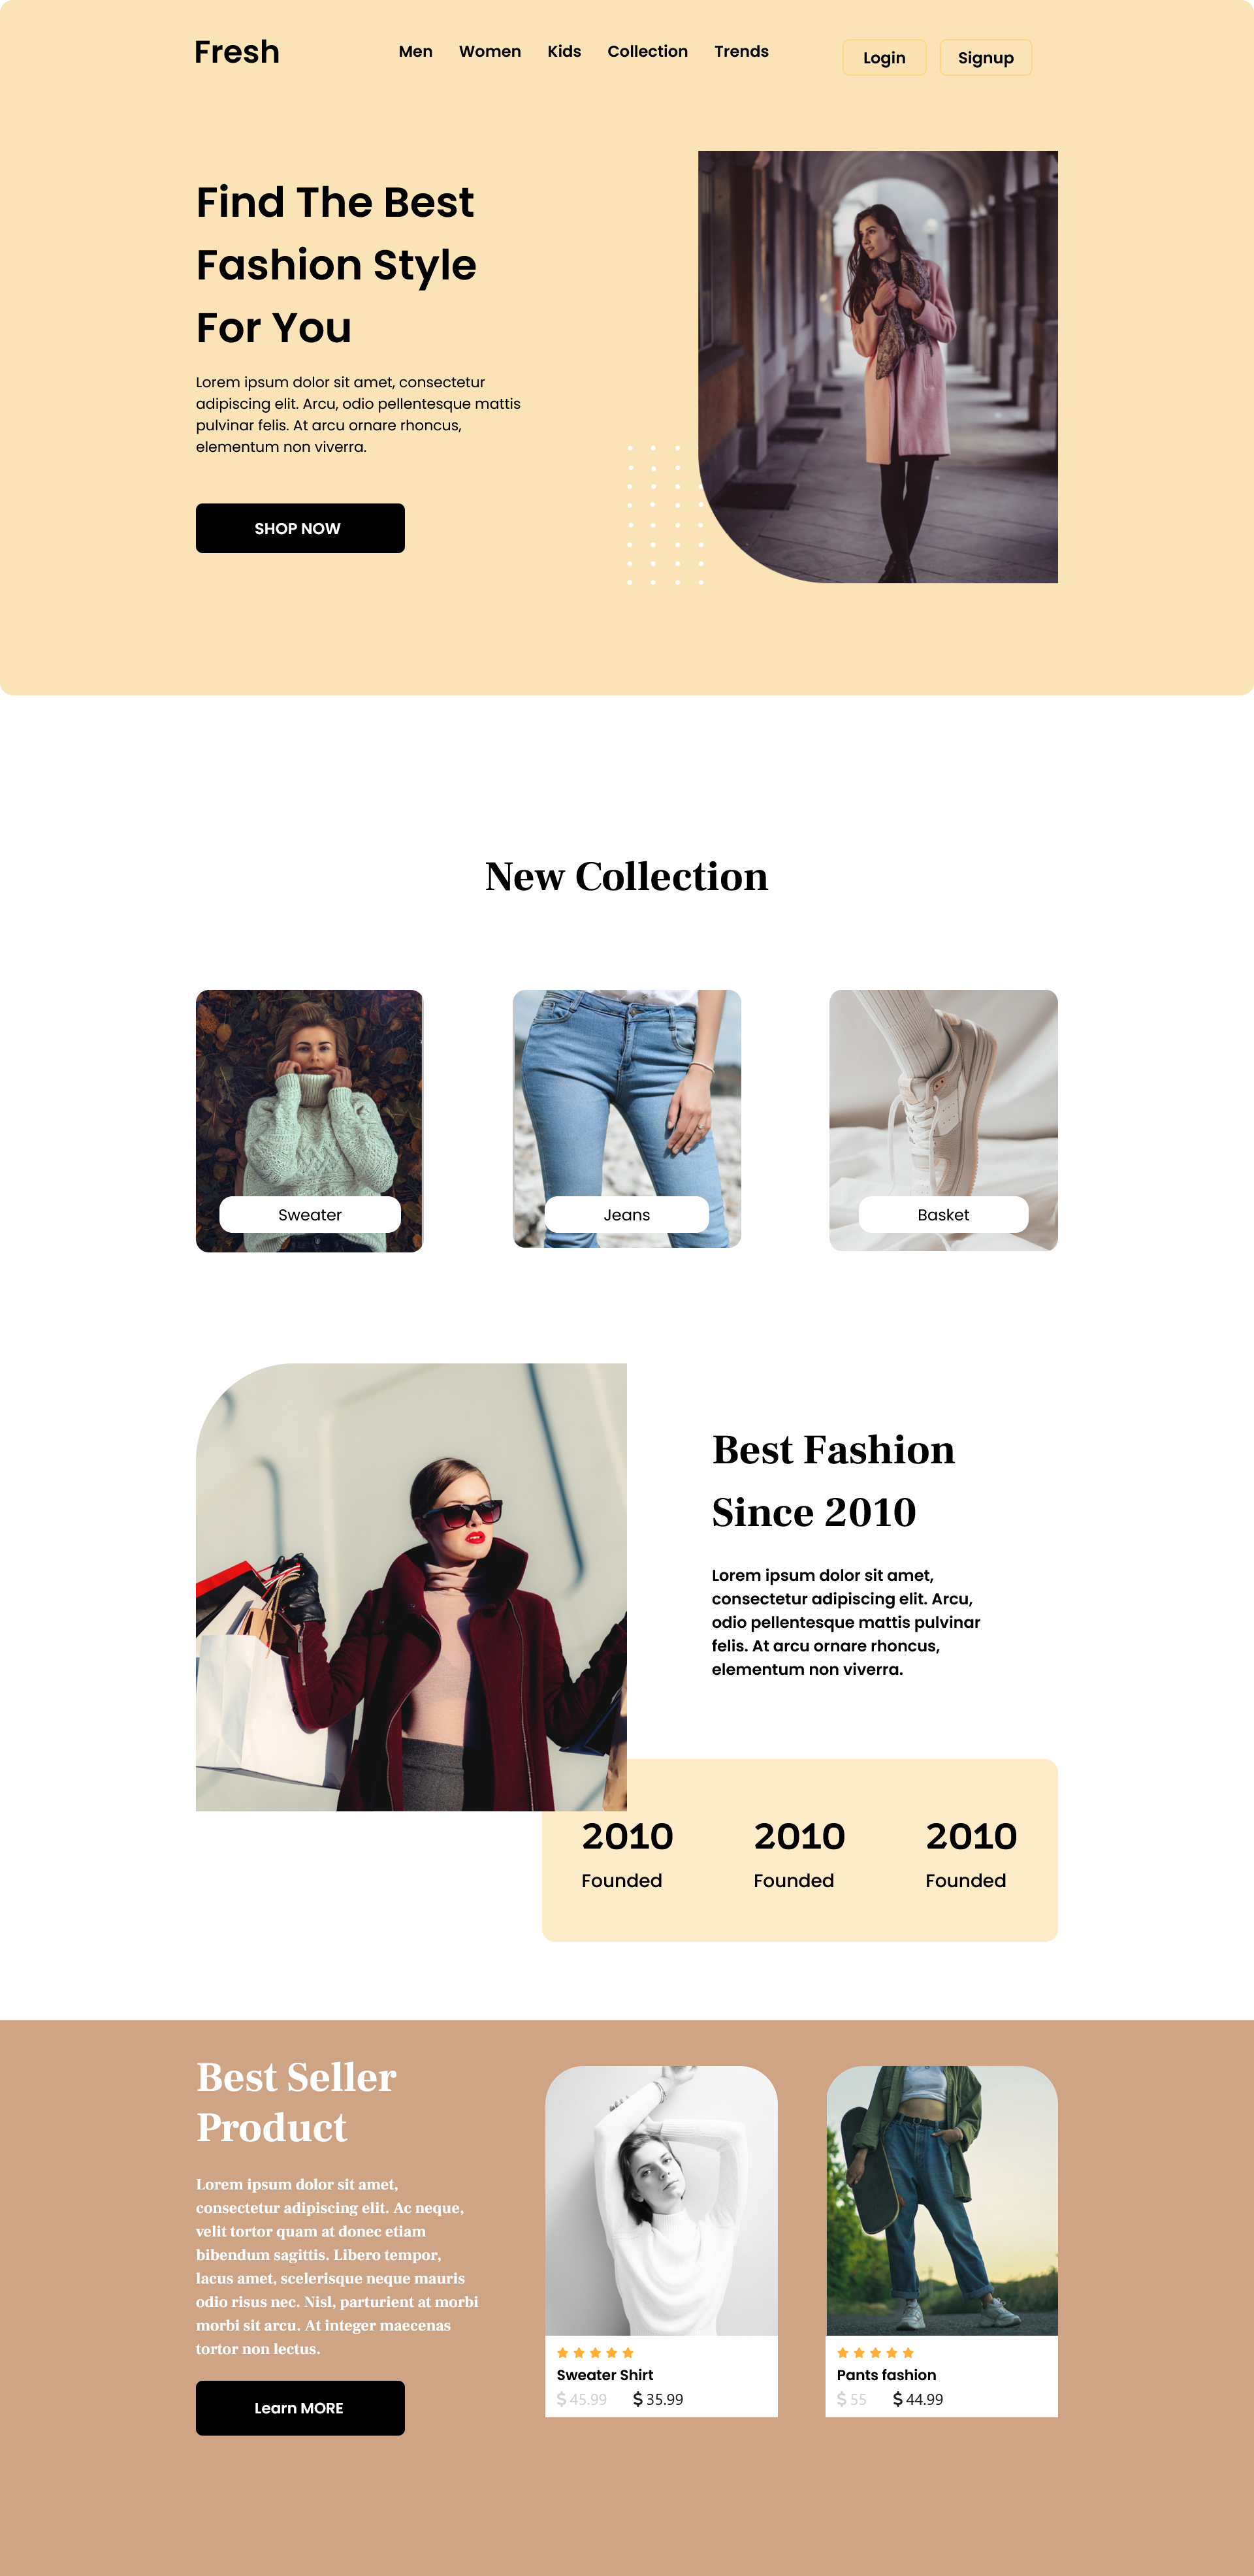 Fresh
Men Women Kids Collection Trends
Login Signup
Find The Best
Fashion Style
For You
Lorem ipsum dolor sit amet, consectetur
adipiscing elit. Arcu, odio pellentesque mattis
pulvinar felis. At arcu ornare rhoncus,
elementum non viverra.
SHOP NOW
New Collection
Sweater
Jeans
Basket
Best Fashion
Since 2010
Lorem ipsum dolor sit amet,
consectetur adipiscing elit. Arcu,
odio pellentesque mattis pulvinar
felis. At arcu ornare rhoncus,
elementum non viverra.
2010 2010 2010
Founded Founded Founded
Best Seller
Product
Lorem ipsum dolor sit amet,
consectetur adipiscing elit. Ac neque,
velit tortor quam at donec etiam
bibendum sagittis. Libero tempor,
lacus amet, scelerisque neque mauris
odio risus nec. Nisl, parturient at morbi
morbi sit arcu. At integer maecenas
tortor non lectus.
Learn MORE
Sweater Shirt
$ 45.99 $ 35.99
Pants fashion
$ 55 $ 44.99